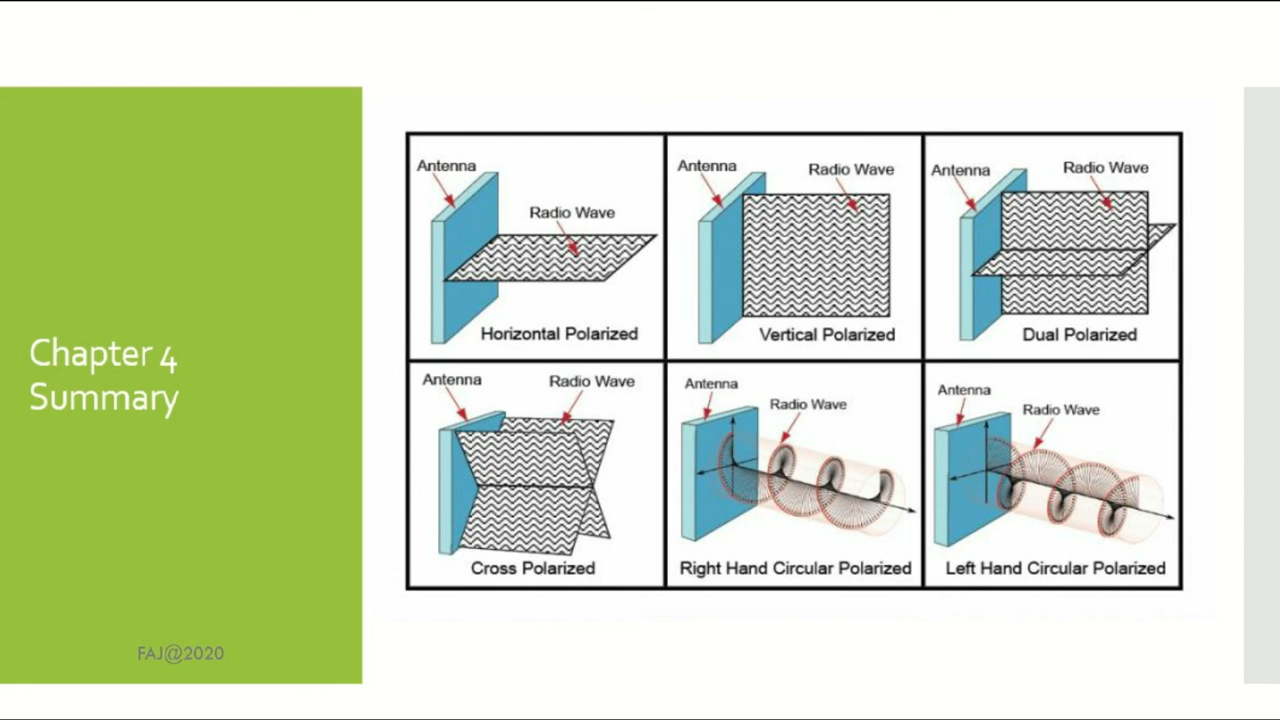 Chapter 4
Summary
FAJ@2020
Antenna
Radio Wave
Horizontal Polarized
Antenna
Radio Wave
Vertical Polarized
Antenna
Radio Wave
Dual Polarized
Antenna
Radio Wave
Cross Polarized
Antenna
Radio Wave
Right Hand Circular Polarized
Antenna
Radio Wave
Left Hand Circular Polarized